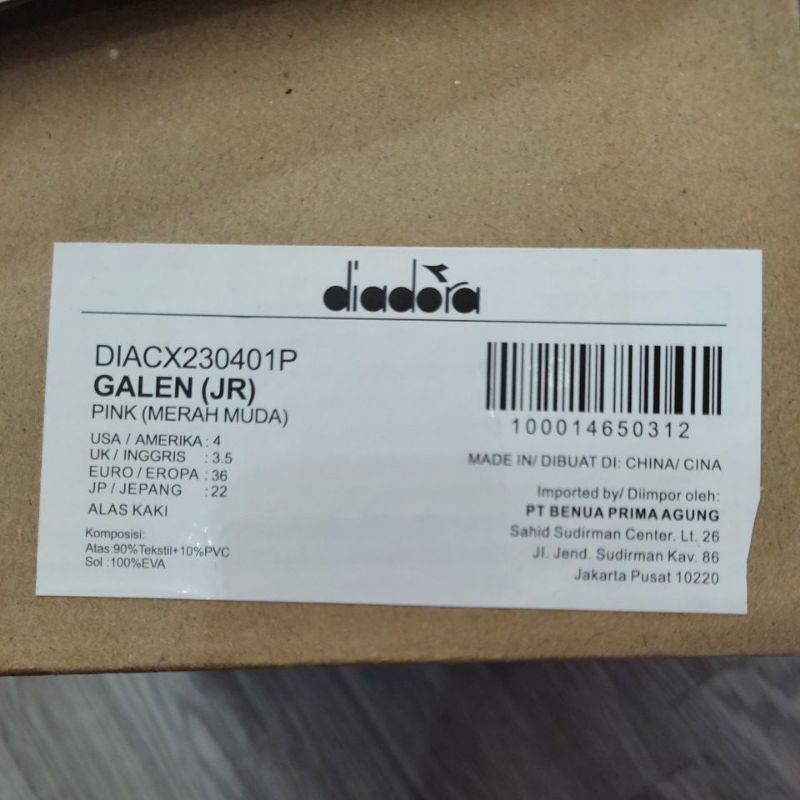 diadora
DIACX230401P
GALEN (JR)
PINK (MERAH MUDA)
USA / AMERIKA : 4
UK / INGGRIS : 3.5
EURO / EROPA : 36
JP / JEPANG : 22
ALAS KAKI
Komposisi:
Atas:90%Tekstil+10%PVC
Sol :100%EVA
100014650312
MADE IN/ DIBUAT DI: CHINA/ CINA
Imported by/ Diimpor oleh:
PT BENUA PRIMA AGUNG
Sahid Sudirman Center. Lt. 26
Jl. Jend. Sudirman Kav. 86
Jakarta Pusat 10220